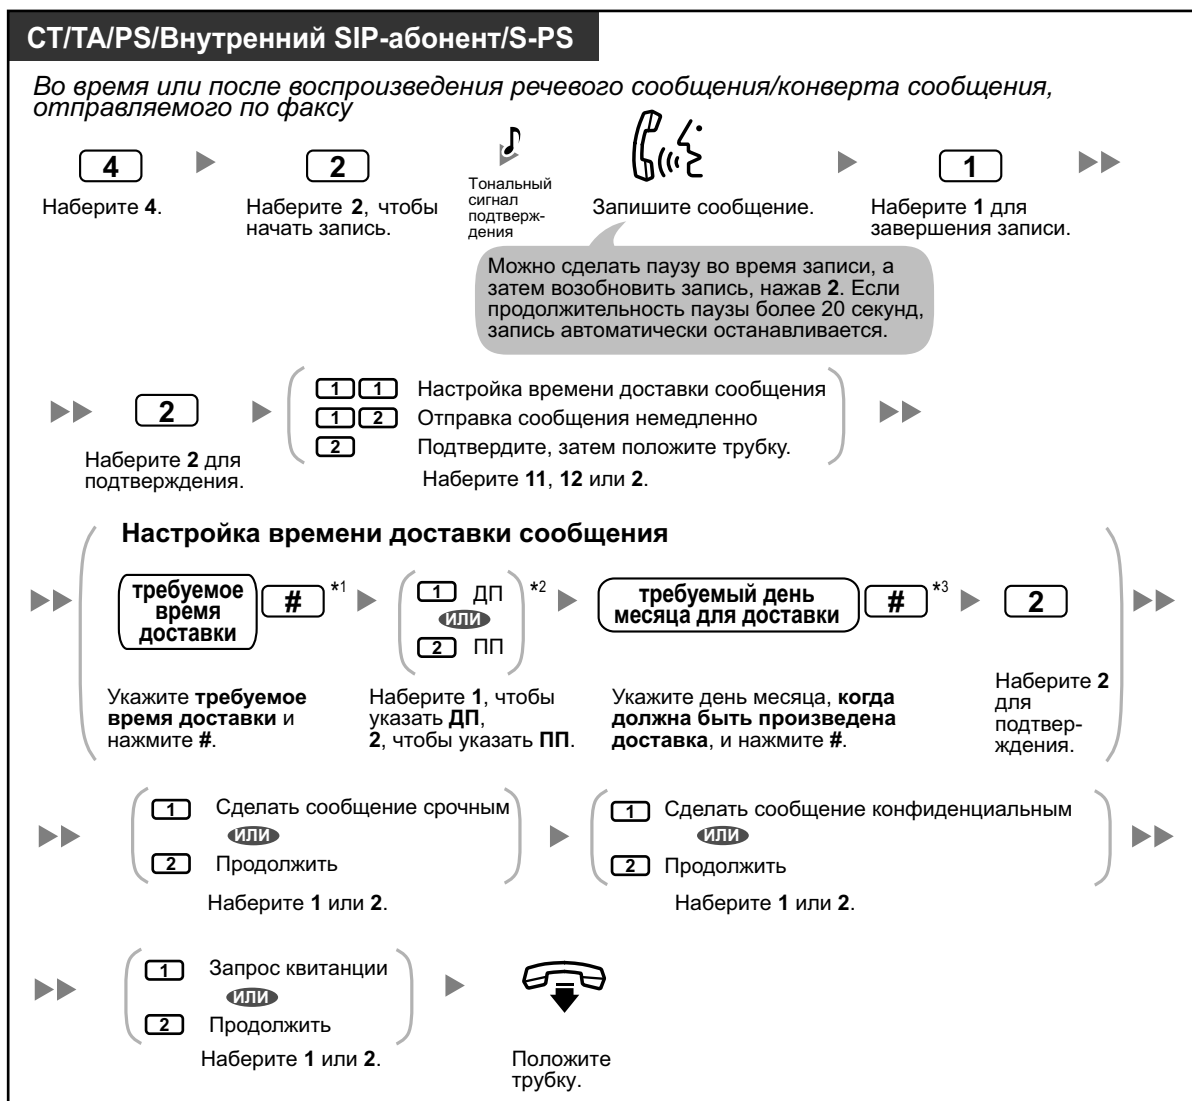 СТ/ТА/PS/Внутренний SIP-абонент/S-PS
Во время или после воспроизведения речевого сообщения/конверта сообщения,
отправляемого по факсу
4
Наберите 4.
2
Наберите 2, чтобы
начать запись.
Тональный
сигнал
подтверж-
дения
Запишите сообщение.
1
Наберите 1 для
завершения записи.
Можно сделать паузу во время записи, а
затем возобновить запись, нажав 2. Если
продолжительность паузы более 20 секунд,
запись автоматически останавливается.
2
Наберите 2 для
подтверждения.
1 1 Настройка времени доставки сообщения
1 2 Отправка сообщения немедленно
2 Подтвердите, затем положите трубку.
Наберите 11, 12 или 2.
Настройка времени доставки сообщения
требуемое
время
доставки
# *1
Укажите требуемое
время доставки и
нажмите #.
1 ДП
ИЛИ
2 ПП
*2
Наберите 1, чтобы
указать ДП,
2, чтобы указать ПП.
требуемый день
месяца для доставки
# *3
Укажите день месяца, когда
должна быть произведена
доставка, и нажмите #.
2
Наберите 2
для
подтвер-
ждения.
1 Сделать сообщение срочным
ИЛИ
2 Продолжить
Наберите 1 или 2.
1 Сделать сообщение конфиденциальным
ИЛИ
2 Продолжить
Наберите 1 или 2.
1 Запрос квитанции
ИЛИ
2 Продолжить
Наберите 1 или 2.
Положите
трубку.